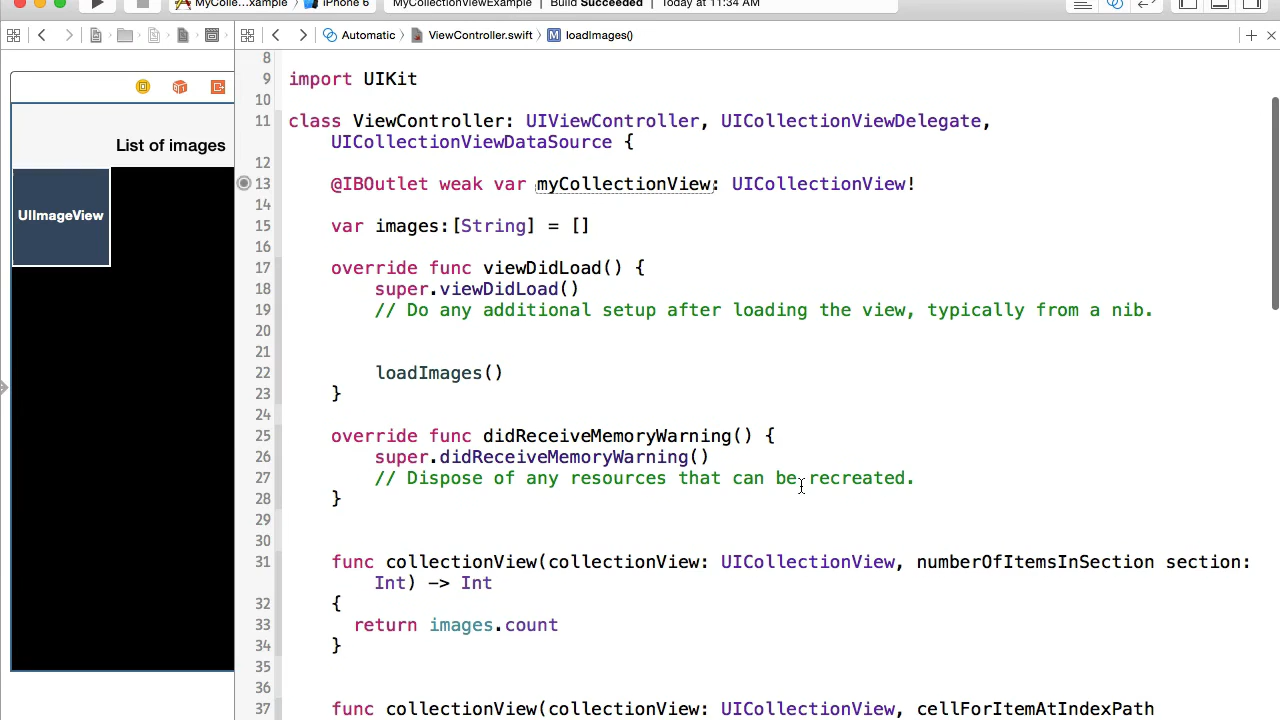 MyColle...xample > iPhone 6 MyCollectionViewExample | Build Succeeded | Today at 11:34 AM
Automatic > ViewController.swift > M loadImages()
8
9 import UIKit
10
11 class ViewController: UIViewController, UICollectionViewDelegate,
UICollectionViewDataSource {
12
13 @IBOutlet weak var myCollectionView: UICollectionView!
14
15 var images:[String] = []
16
17 override func viewDidLoad() {
18 super.viewDidLoad()
19 // Do any additional setup after loading the view, typically from a nib.
20
21
22 loadImages()
23 }
24
25 override func didReceiveMemoryWarning() {
26 super.didReceiveMemoryWarning()
27 // Dispose of any resources that can be recreated.
28 }
29
30
31 func collectionView(collectionView: UICollectionView, numberOfItemsInSection section:
Int) -> Int
32 {
33 return images.count
34 }
35
36
37 func collectionView(collectionView: UICollectionView, cellForItemAtIndexPath
List of images
UIImageView